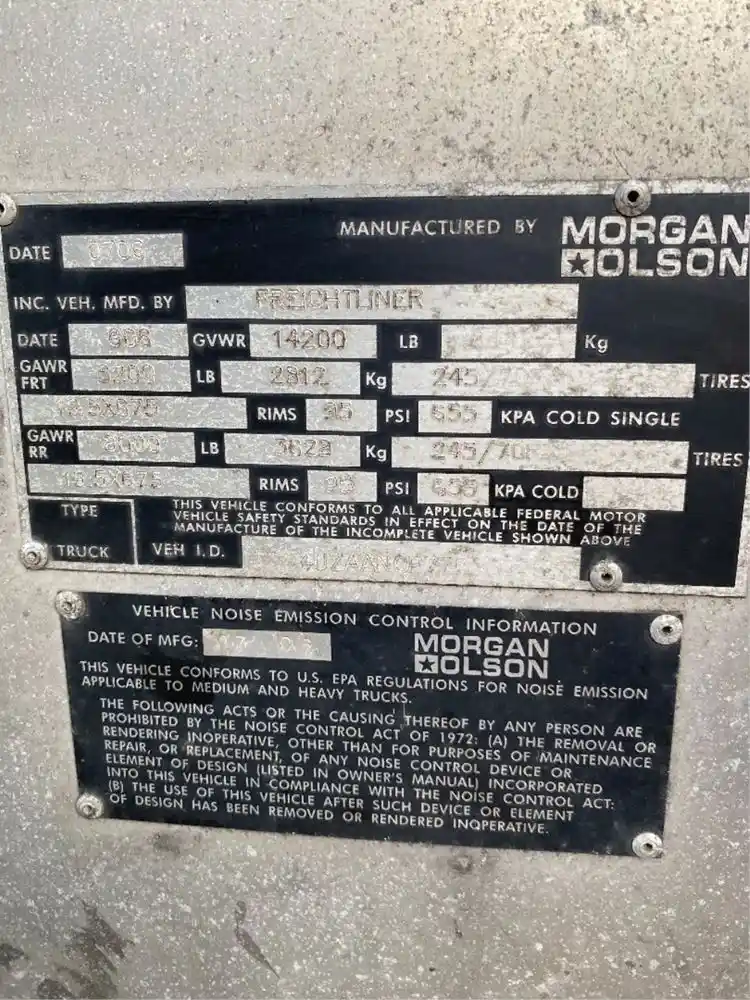 MANUFACTURED BY MORGAN OLSON
DATE
INC. VEH. MFD. BY FREIGHTLINER
DATE GVWR 14200 LB Kg
GAWR FRT LB 2812 Kg 245/ TIRES
RIMS 95 PSI 655 KPA COLD SINGLE
GAWR RR LB Kg 245/70 TIRES
RIMS PSI 655 KPA COLD
TYPE TRUCK
THIS VEHICLE CONFORMS TO ALL APPLICABLE FEDERAL MOTOR
VEHICLE SAFETY STANDARDS IN EFFECT ON THE DATE OF THE
MANUFACTURE OF THE INCOMPLETE VEHICLE SHOWN ABOVE
VEH I.D.
VEHICLE NOISE EMISSION CONTROL INFORMATION
DATE OF MFG: MORGAN OLSON
THIS VEHICLE CONFORMS TO U.S. EPA REGULATIONS FOR NOISE EMISSION
APPLICABLE TO MEDIUM AND HEAVY TRUCKS.
THE FOLLOWING ACTS OR THE CAUSING THEREOF BY ANY PERSON ARE
PROHIBITED BY THE NOISE CONTROL ACT OF 1972: (A) THE REMOVAL OR
RENDERING INOPERATIVE, OTHER THAN FOR PURPOSES OF MAINTENANCE
REPAIR, OR REPLACEMENT, OF ANY NOISE CONTROL DEVICE OR
ELEMENT OF DESIGN (LISTED IN OWNER'S MANUAL) INCORPORATED
INTO THIS VEHICLE IN COMPLIANCE WITH THE NOISE CONTROL ACT:
(B) THE USE OF THIS VEHICLE AFTER SUCH DEVICE OR ELEMENT
OF DESIGN HAS BEEN REMOVED OR RENDERED INOPERATIVE.